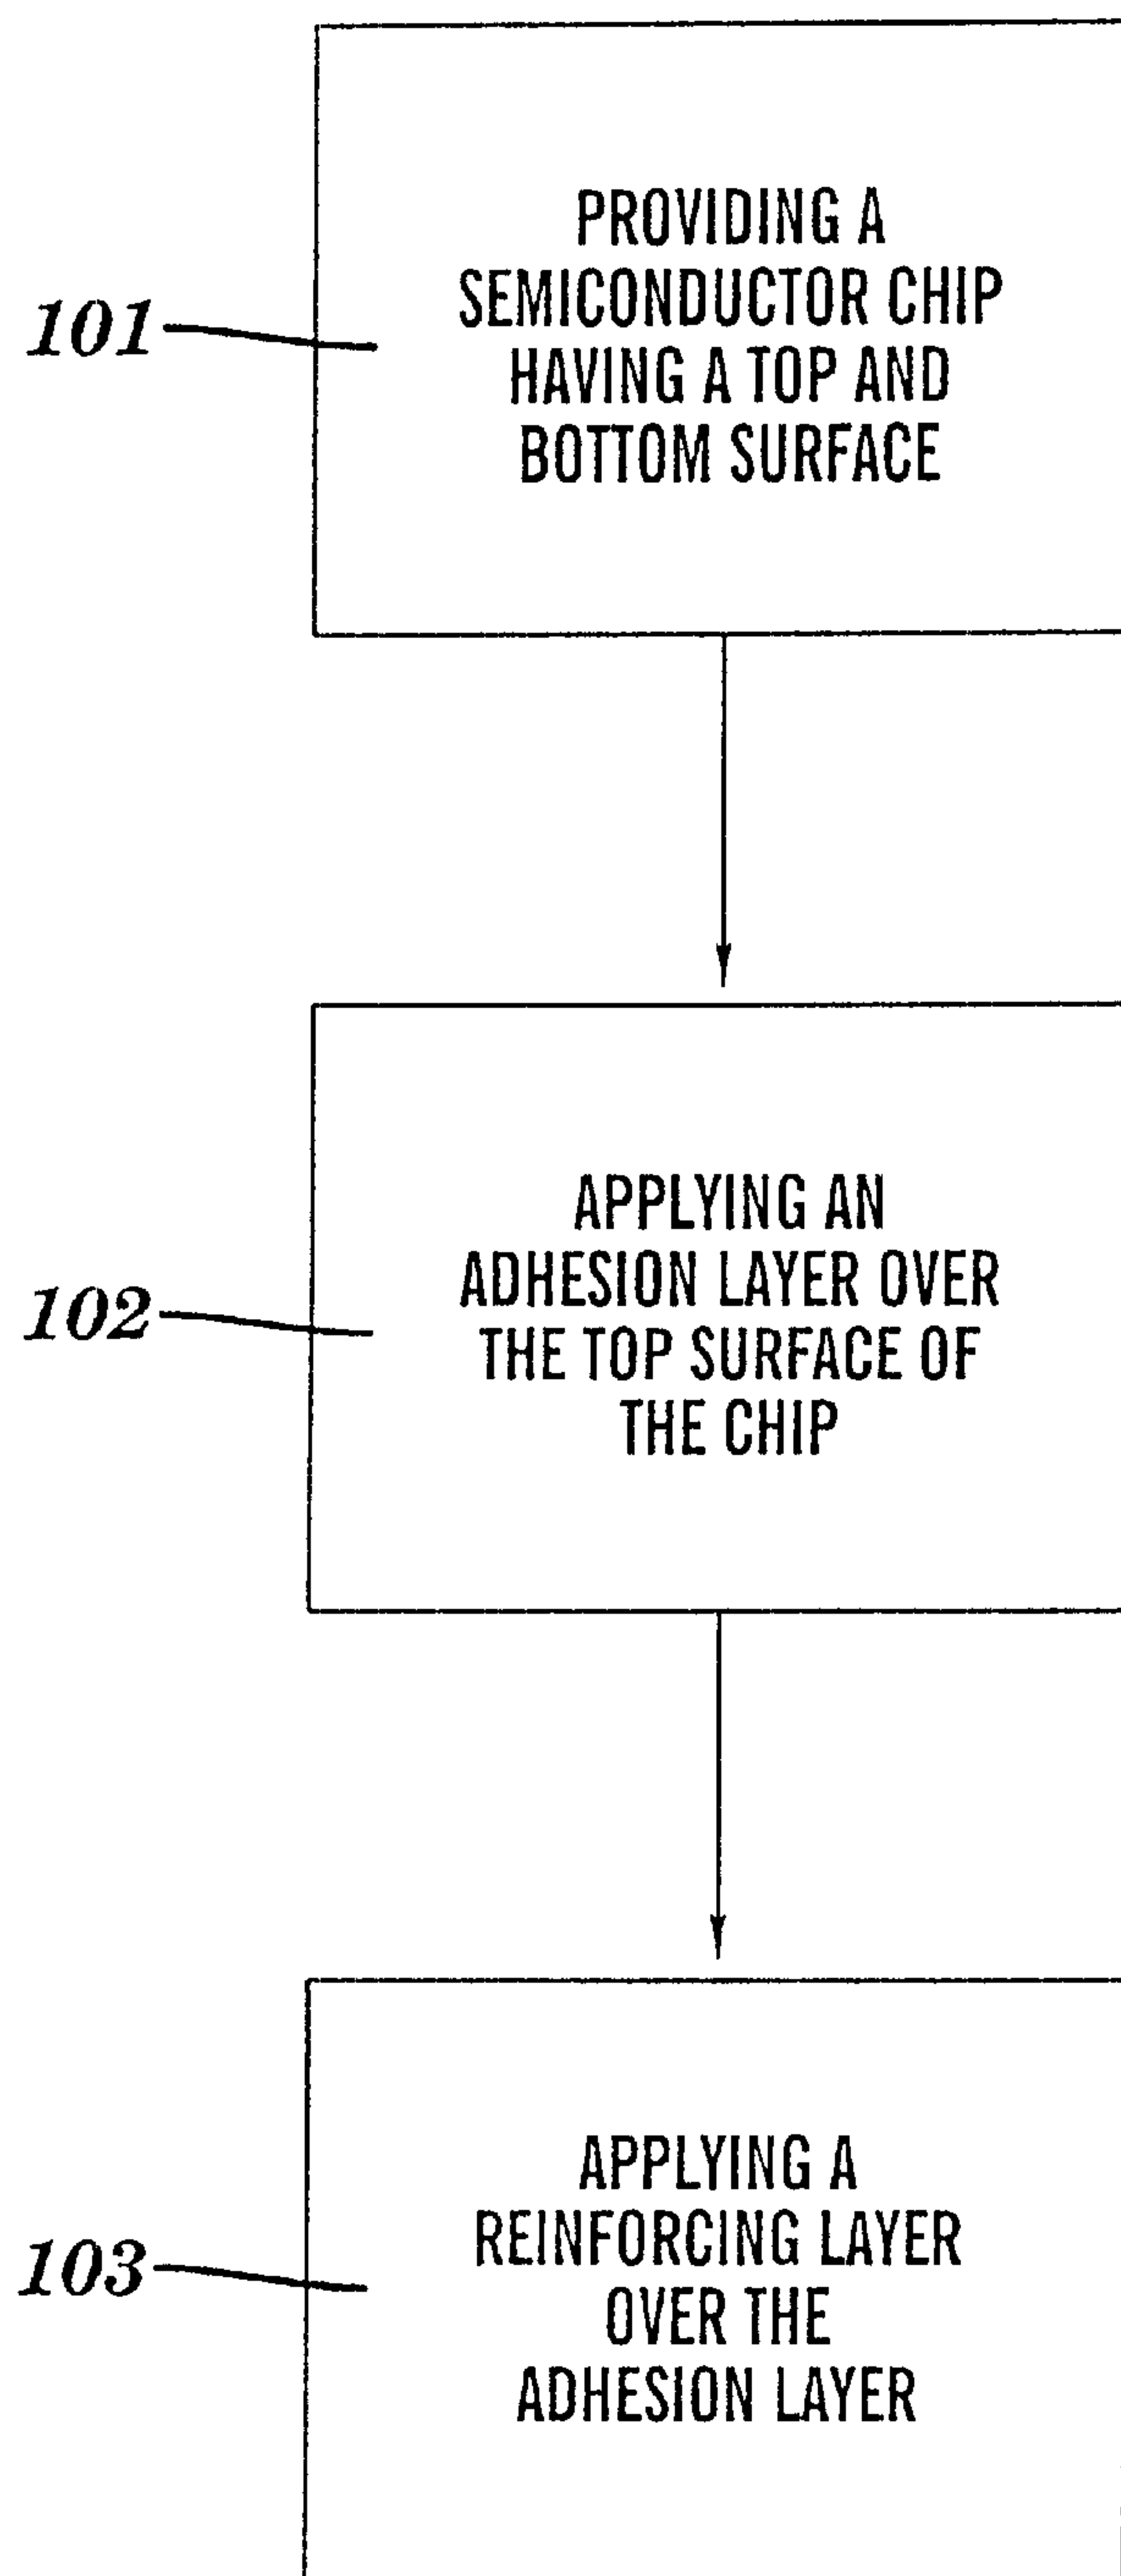 101
PROVIDING A
SEMICONDUCTOR CHIP
HAVING A TOP AND
BOTTOM SURFACE
102
APPLYING AN
ADHESION LAYER OVER
THE TOP SURFACE OF
THE CHIP
103
APPLYING A
REINFORCING LAYER
OVER THE
ADHESION LAYER